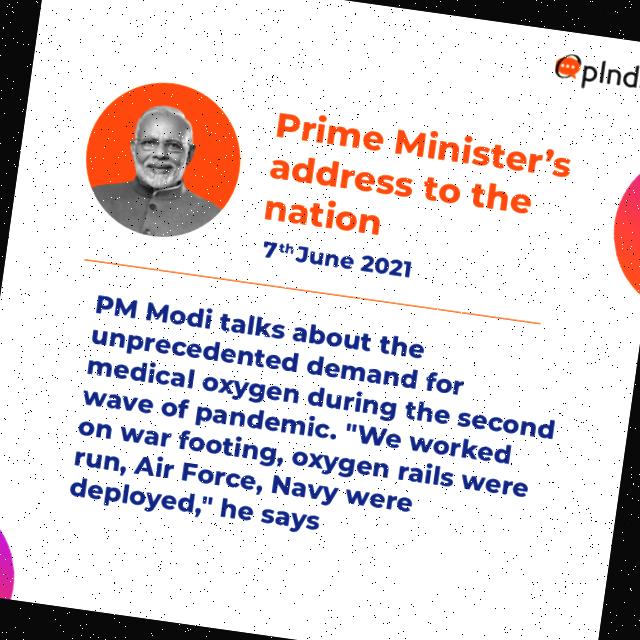 OpInd
Prime Minister's
address to the
nation
7th June 2021
PM Modi talks about the
unprecedented demand for
medical oxygen during the second
wave of pandemic. "We worked
on war footing, oxygen rails were
run, Air Force, Navy were
deployed," he says